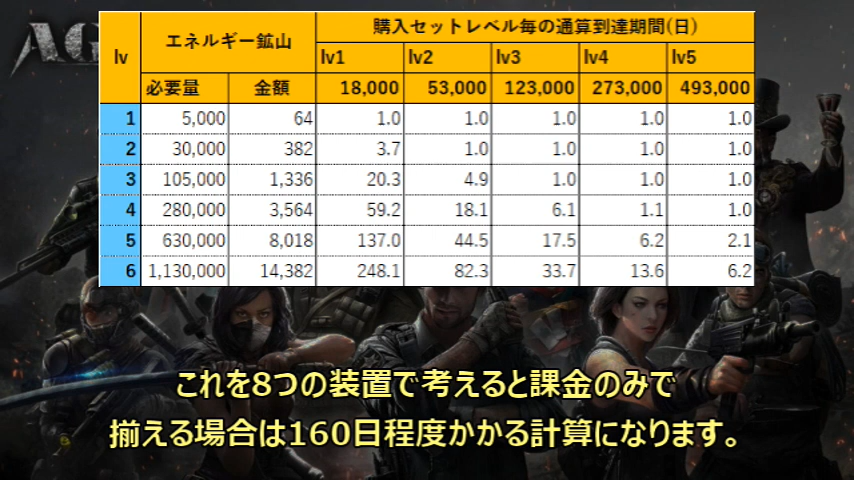 AG
lv エネルギー鉱山 購入セットレベル毎の通算到達期間(日)
lv1 lv2 lv3 lv4 lv5
必要量 金額 18,000 53,000 123,000 273,000 493,000
1 5,000 64 1.0 1.0 1.0 1.0 1.0
2 30,000 382 3.7 1.0 1.0 1.0 1.0
3 105,000 1,336 20.3 4.9 1.0 1.0 1.0
4 280,000 3,564 59.2 18.1 6.1 1.1 1.0
5 630,000 8,018 137.0 44.5 17.5 6.2 2.1
6 1,130,000 14,382 248.1 82.3 33.7 13.6 6.2
これを8つの装置で考えると課金のみで
揃える場合は160日程度かかる計算になります。